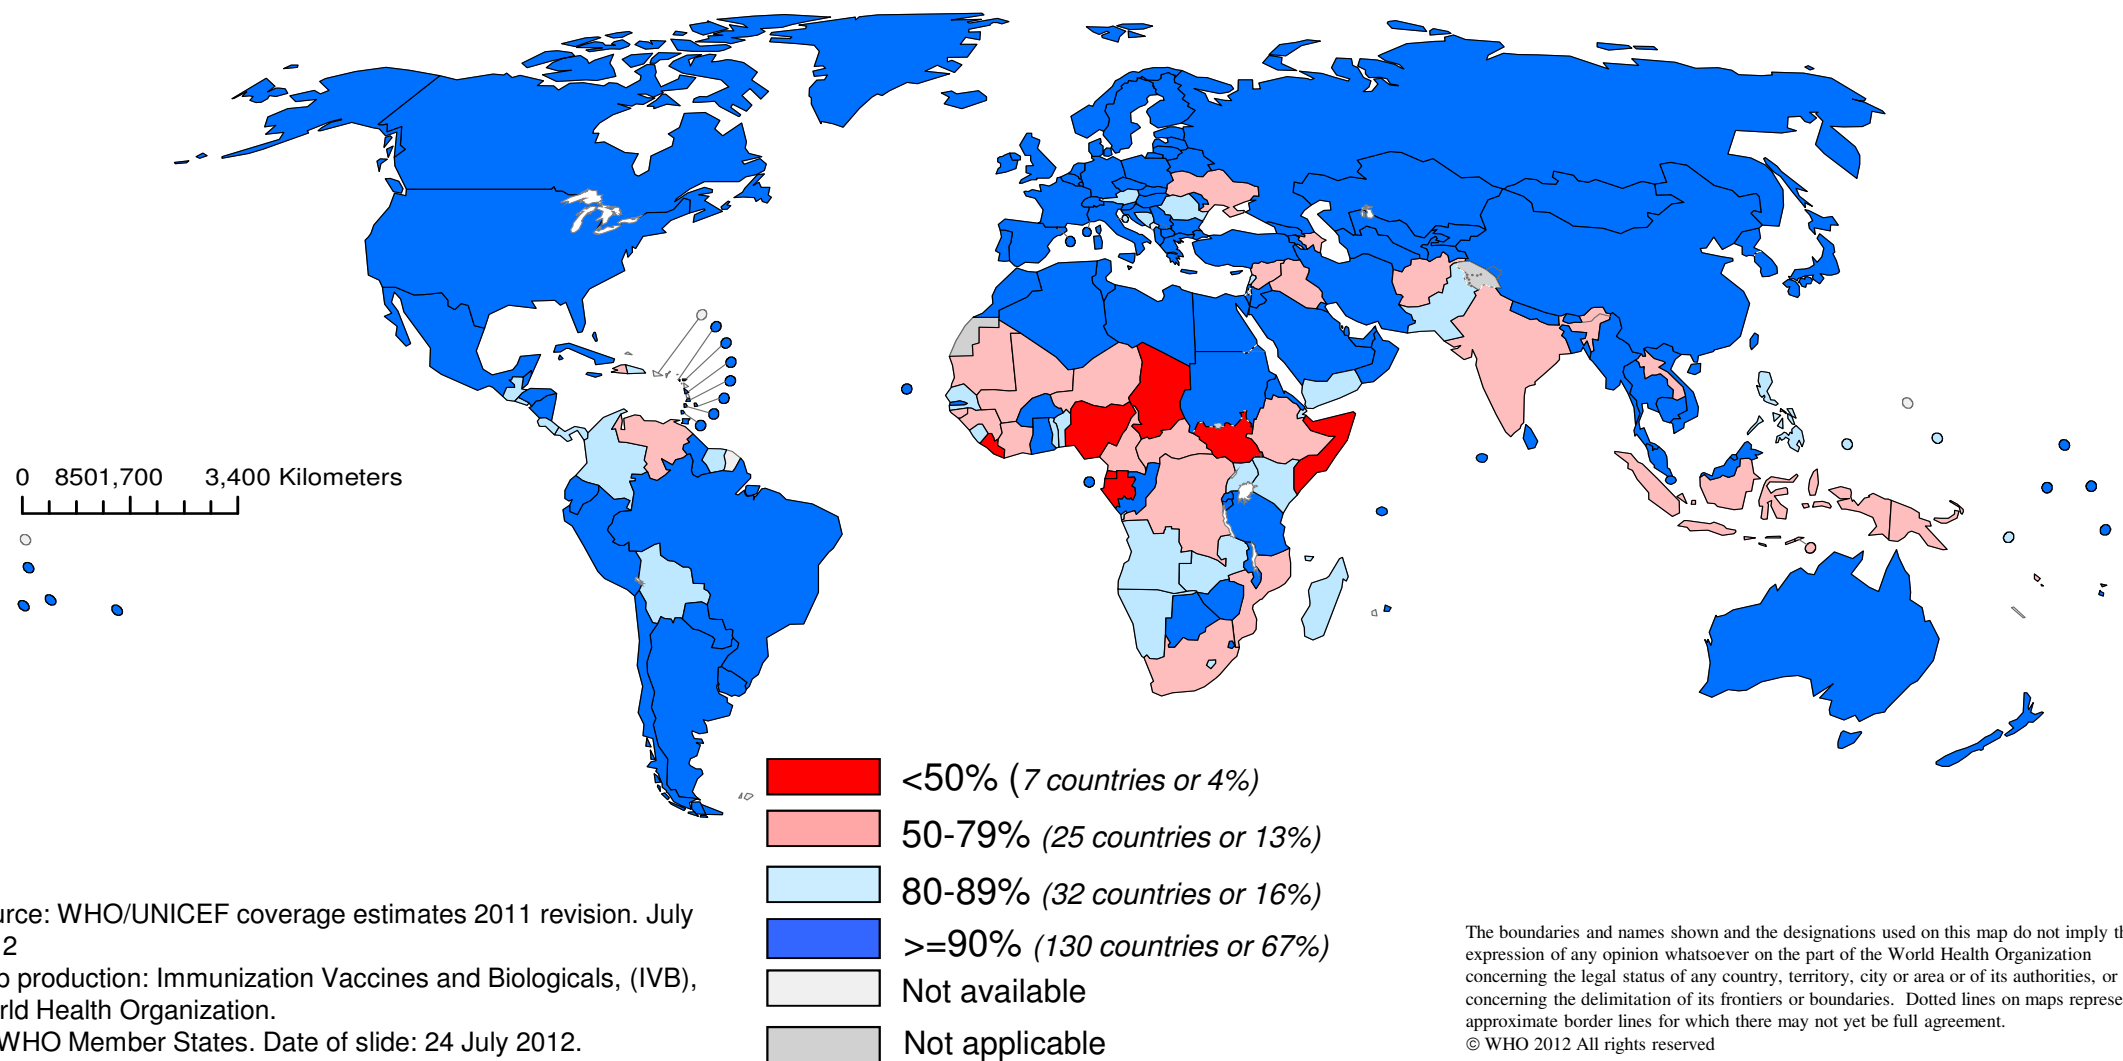 0 8501,700 3,400 Kilometers
<50% (7 countries or 4%)
50-79% (25 countries or 13%)
80-89% (32 countries or 16%)
>=90% (130 countries or 67%)
Not available
Not applicable
urce: WHO/UNICEF coverage estimates 2011 revision. July
2
p production: Immunization Vaccines and Biologicals, (IVB),
rld Health Organization.
WHO Member States. Date of slide: 24 July 2012.
The boundaries and names shown and the designations used on this map do not imply th
expression of any opinion whatsoever on the part of the World Health Organization
concerning the legal status of any country, territory, city or area or of its authorities, or
concerning the delimitation of its frontiers or boundaries. Dotted lines on maps represe
approximate border lines for which there may not yet be full agreement.
© WHO 2012 All rights reserved